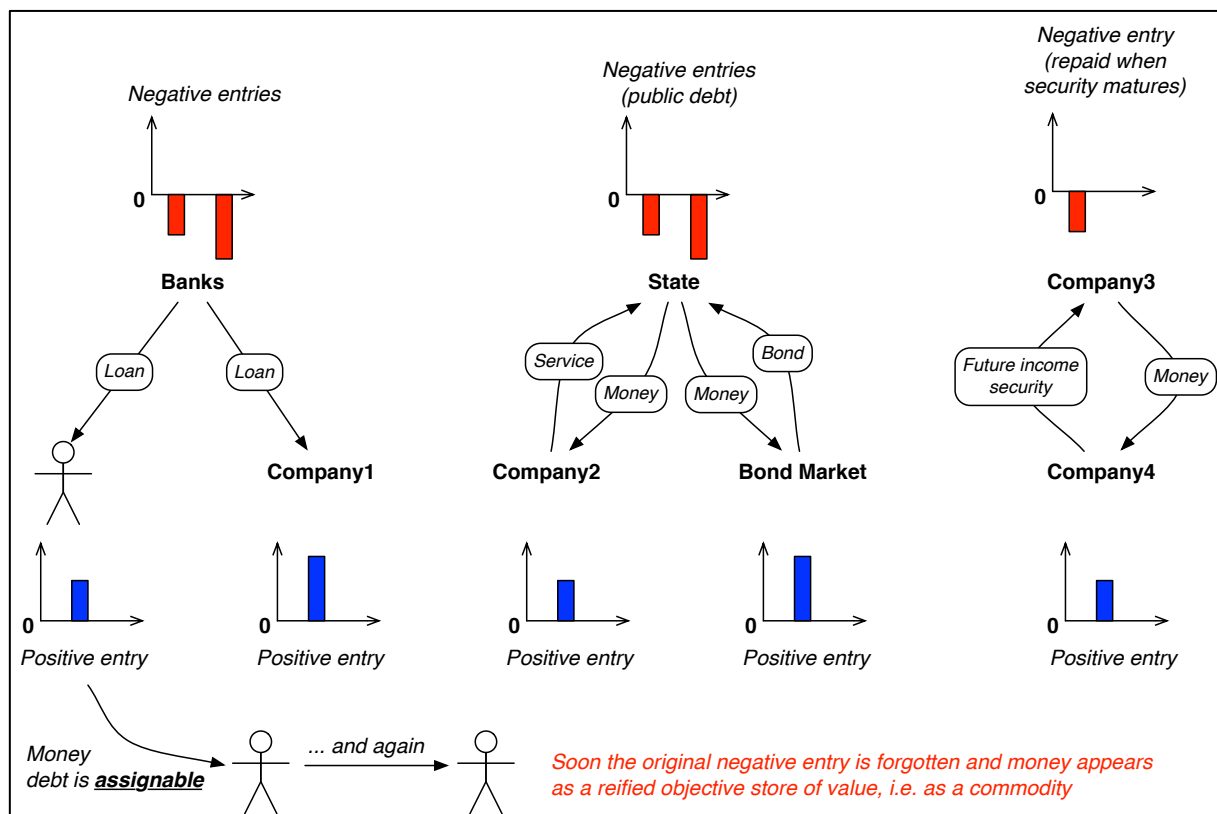 Negative entries
0
Banks
Loan
Loan
Company1
0
Positive entry
0
Positive entry
Negative entries
(public debt)
0
State
Service
Money
Money
Bond
Company2
Bond Market
0
Positive entry
0
Positive entry
Negative entry
(repaid when
security matures)
0
Company3
Future income
security
Money
Company4
0
Positive entry
Money
debt is assignable
... and again
Soon the original negative entry is forgotten and money appears
as a reified objective store of value, i.e. as a commodity